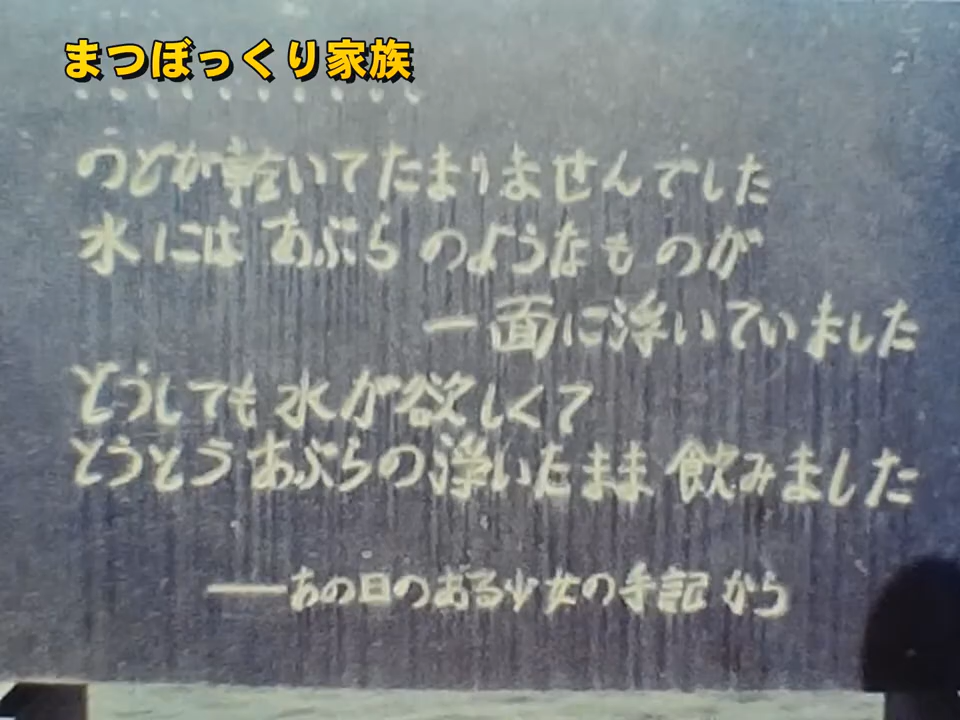 まつぼっくり家族
・・・・・・・・・
のどが乾いてたまりませんでした
水にはあぶらのようなものが
一面に浮いていました
どうしても水が欲しくて
とうとうあぶらの浮いたまま飲みました
――あの日のある少女の手記から